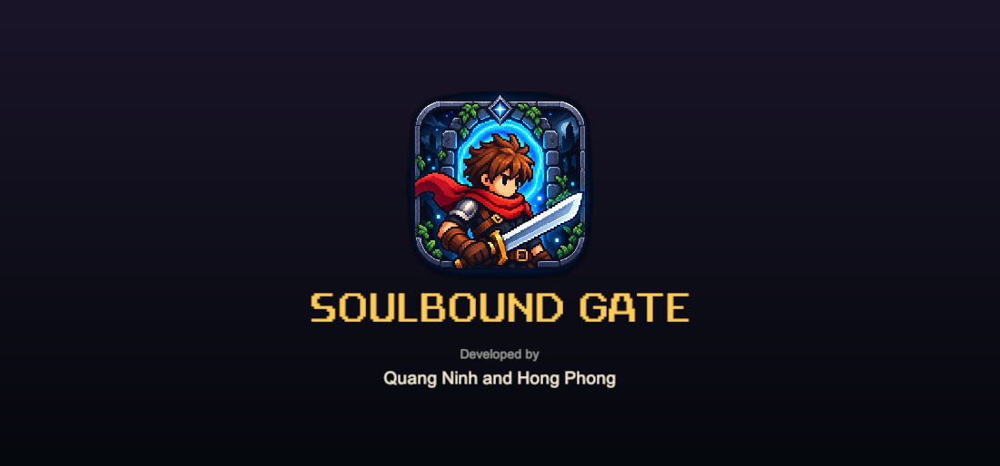 SOULBOUND GATE
Developed by
Quang Ninh and Hong Phong